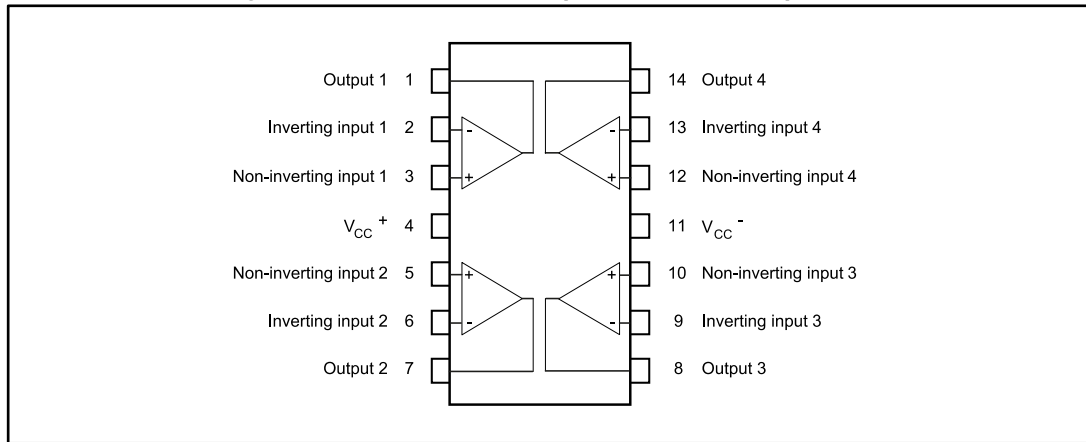 Output 1 1
14 Output 4
Inverting input 1 2
- -
13 Inverting input 4
Non-inverting input 1 3
+ +
12 Non-inverting input 4
VCC + 4
11 VCC -
Non-inverting input 2 5
+ +
10 Non-inverting input 3
Inverting input 2 6
- -
9 Inverting input 3
Output 2 7
8 Output 3